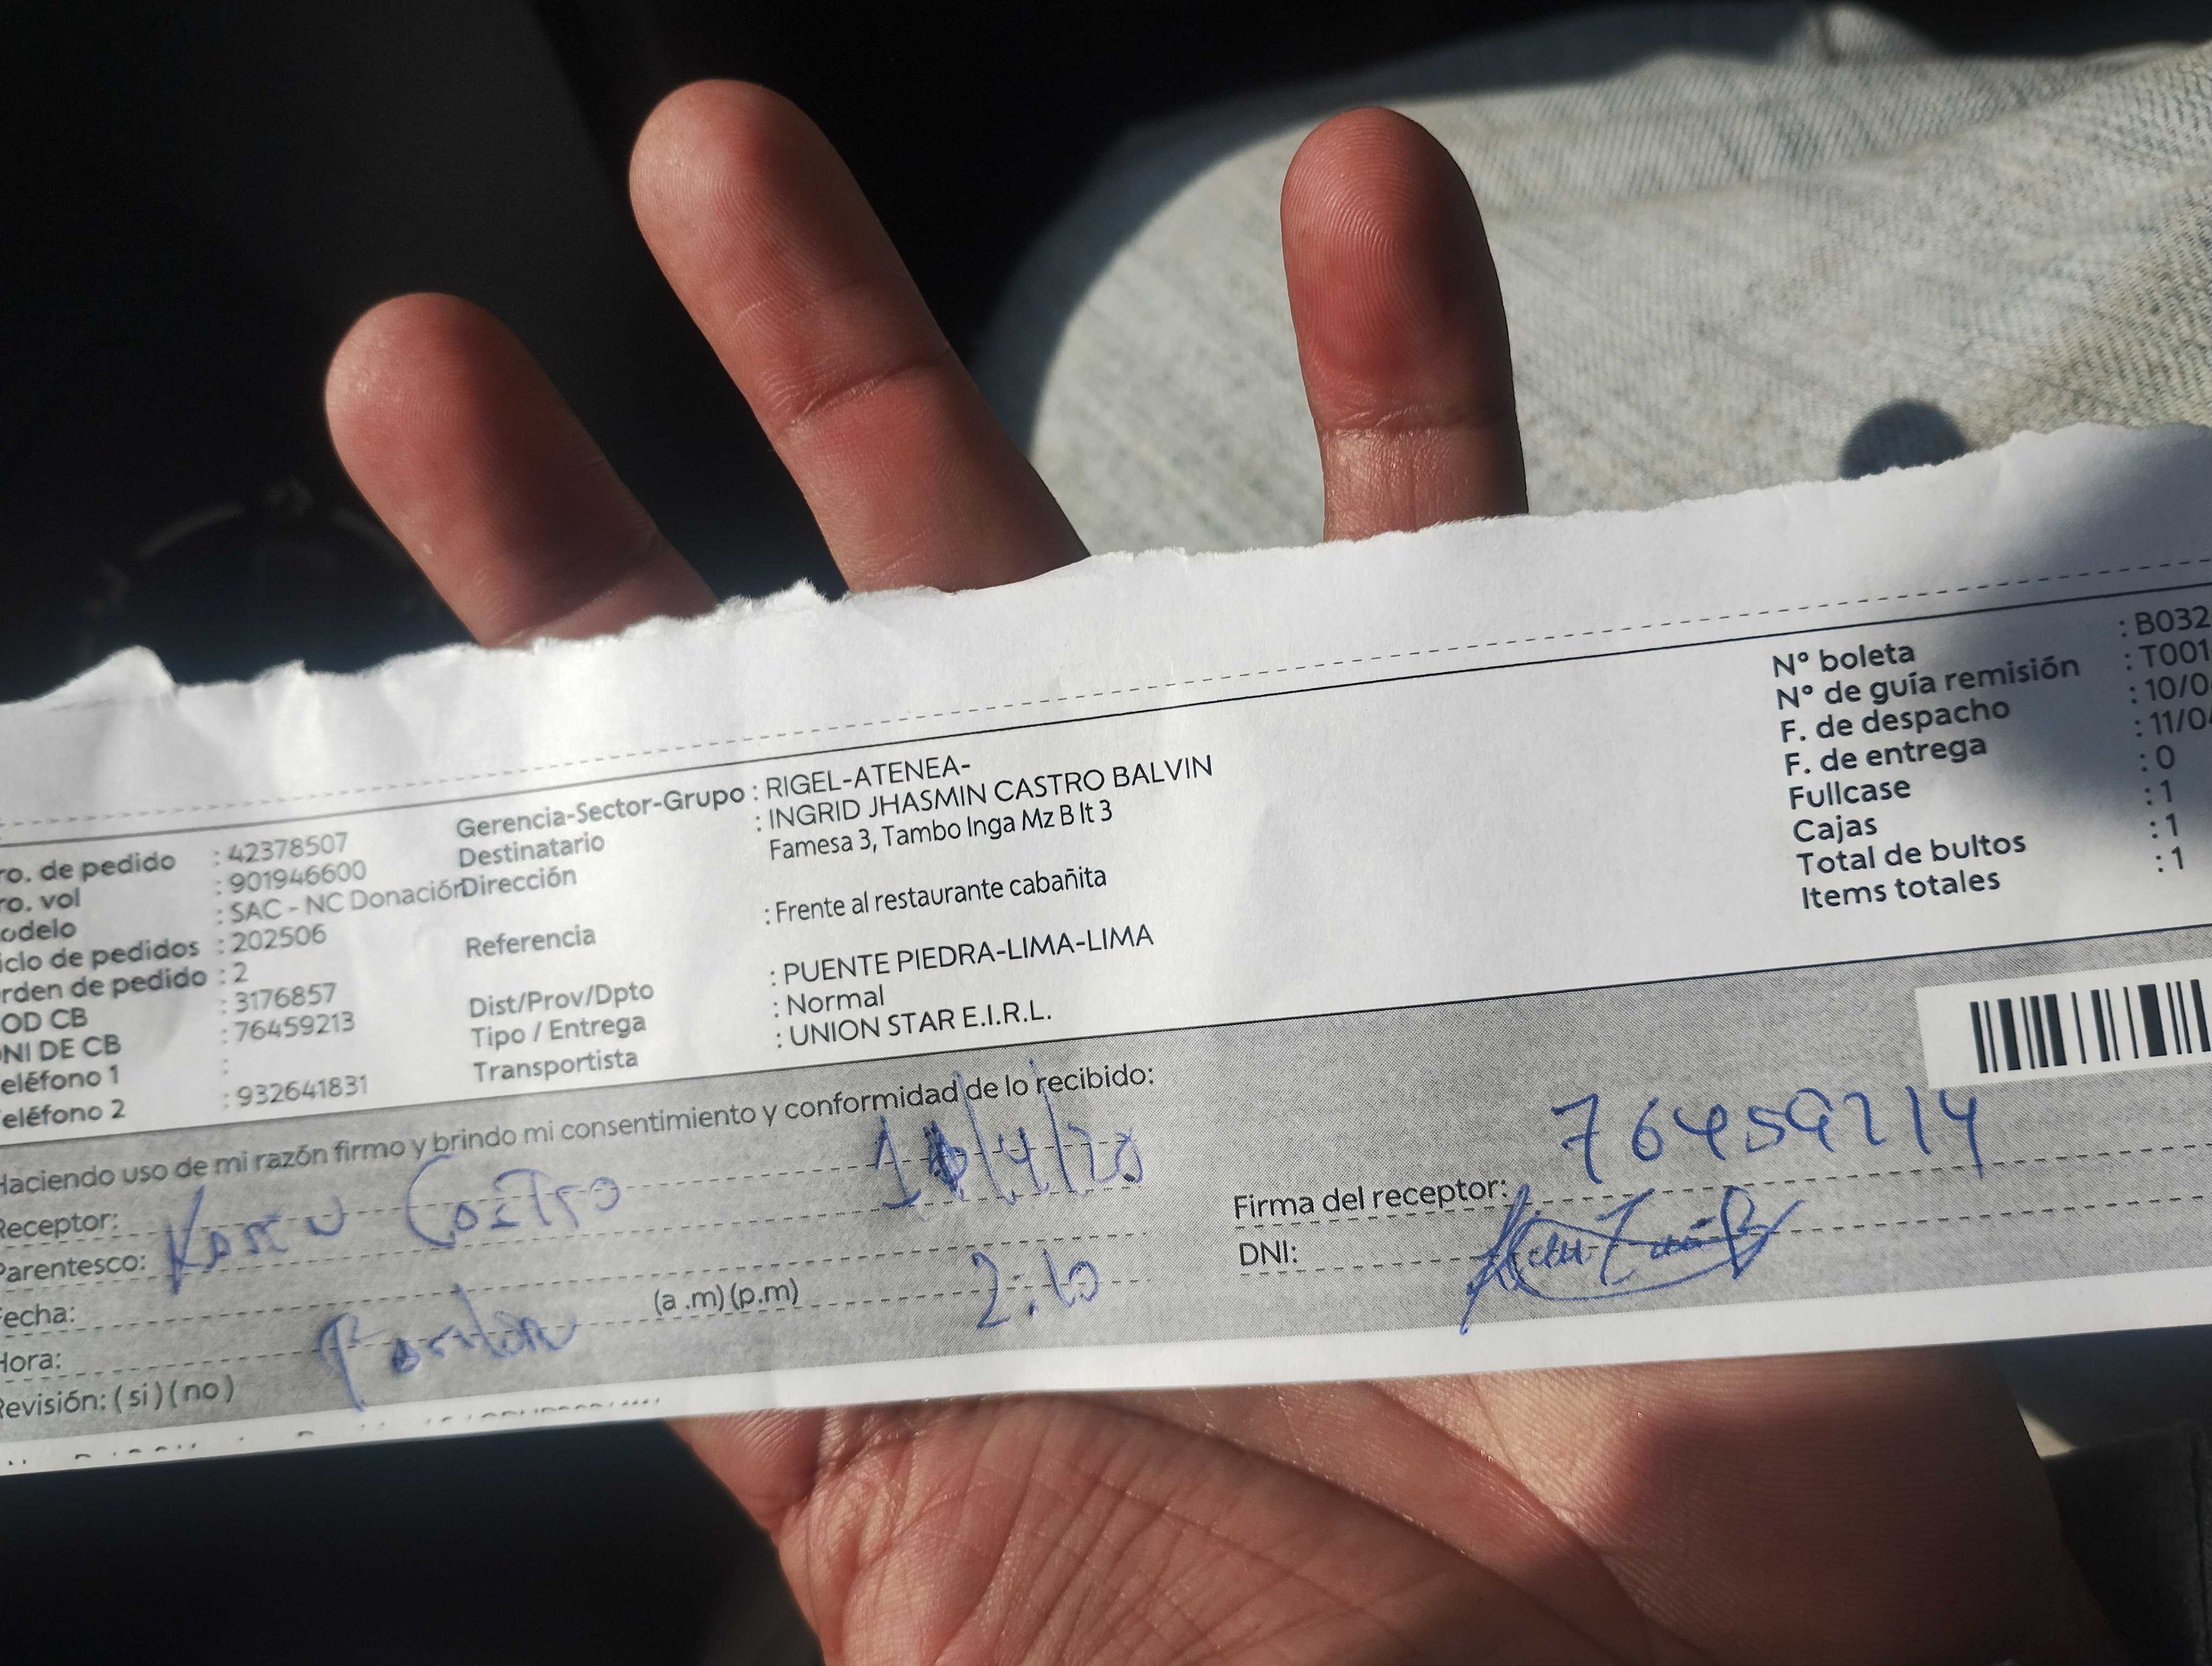 ro. de pedido : 42378507
ro. vol : 901946600
odelo : SAC - NC Donación
iclo de pedidos : 202506
rden de pedido : 2
OD CB : 3176857
NI DE CB : 76459213
eléfono 1 :
eléfono 2 : 932641831
Gerencia-Sector-Grupo : RIGEL-ATENEA-
Destinatario : INGRID JHASMIN CASTRO BALVIN
Dirección Famesa 3, Tambo Inga Mz B lt 3
Referencia : Frente al restaurante cabañita
Dist/Prov/Dpto : PUENTE PIEDRA-LIMA-LIMA
Tipo / Entrega : Normal
Transportista : UNION STAR E.I.R.L.
N° boleta : B032
N° de guía remisión : T001
F. de despacho : 10/0
F. de entrega : 11/0
Fullcase : 0
Cajas : 1
Total de bultos : 1
Items totales : 1
Haciendo uso de mi razón firmo y brindo mi consentimiento y conformidad de lo recibido:
Receptor:
Parentesco:
Fecha:
Hora: (a .m) (p.m) 2:10
Revisión: ( si ) ( no )
76459214
Firma del receptor:
DNI: